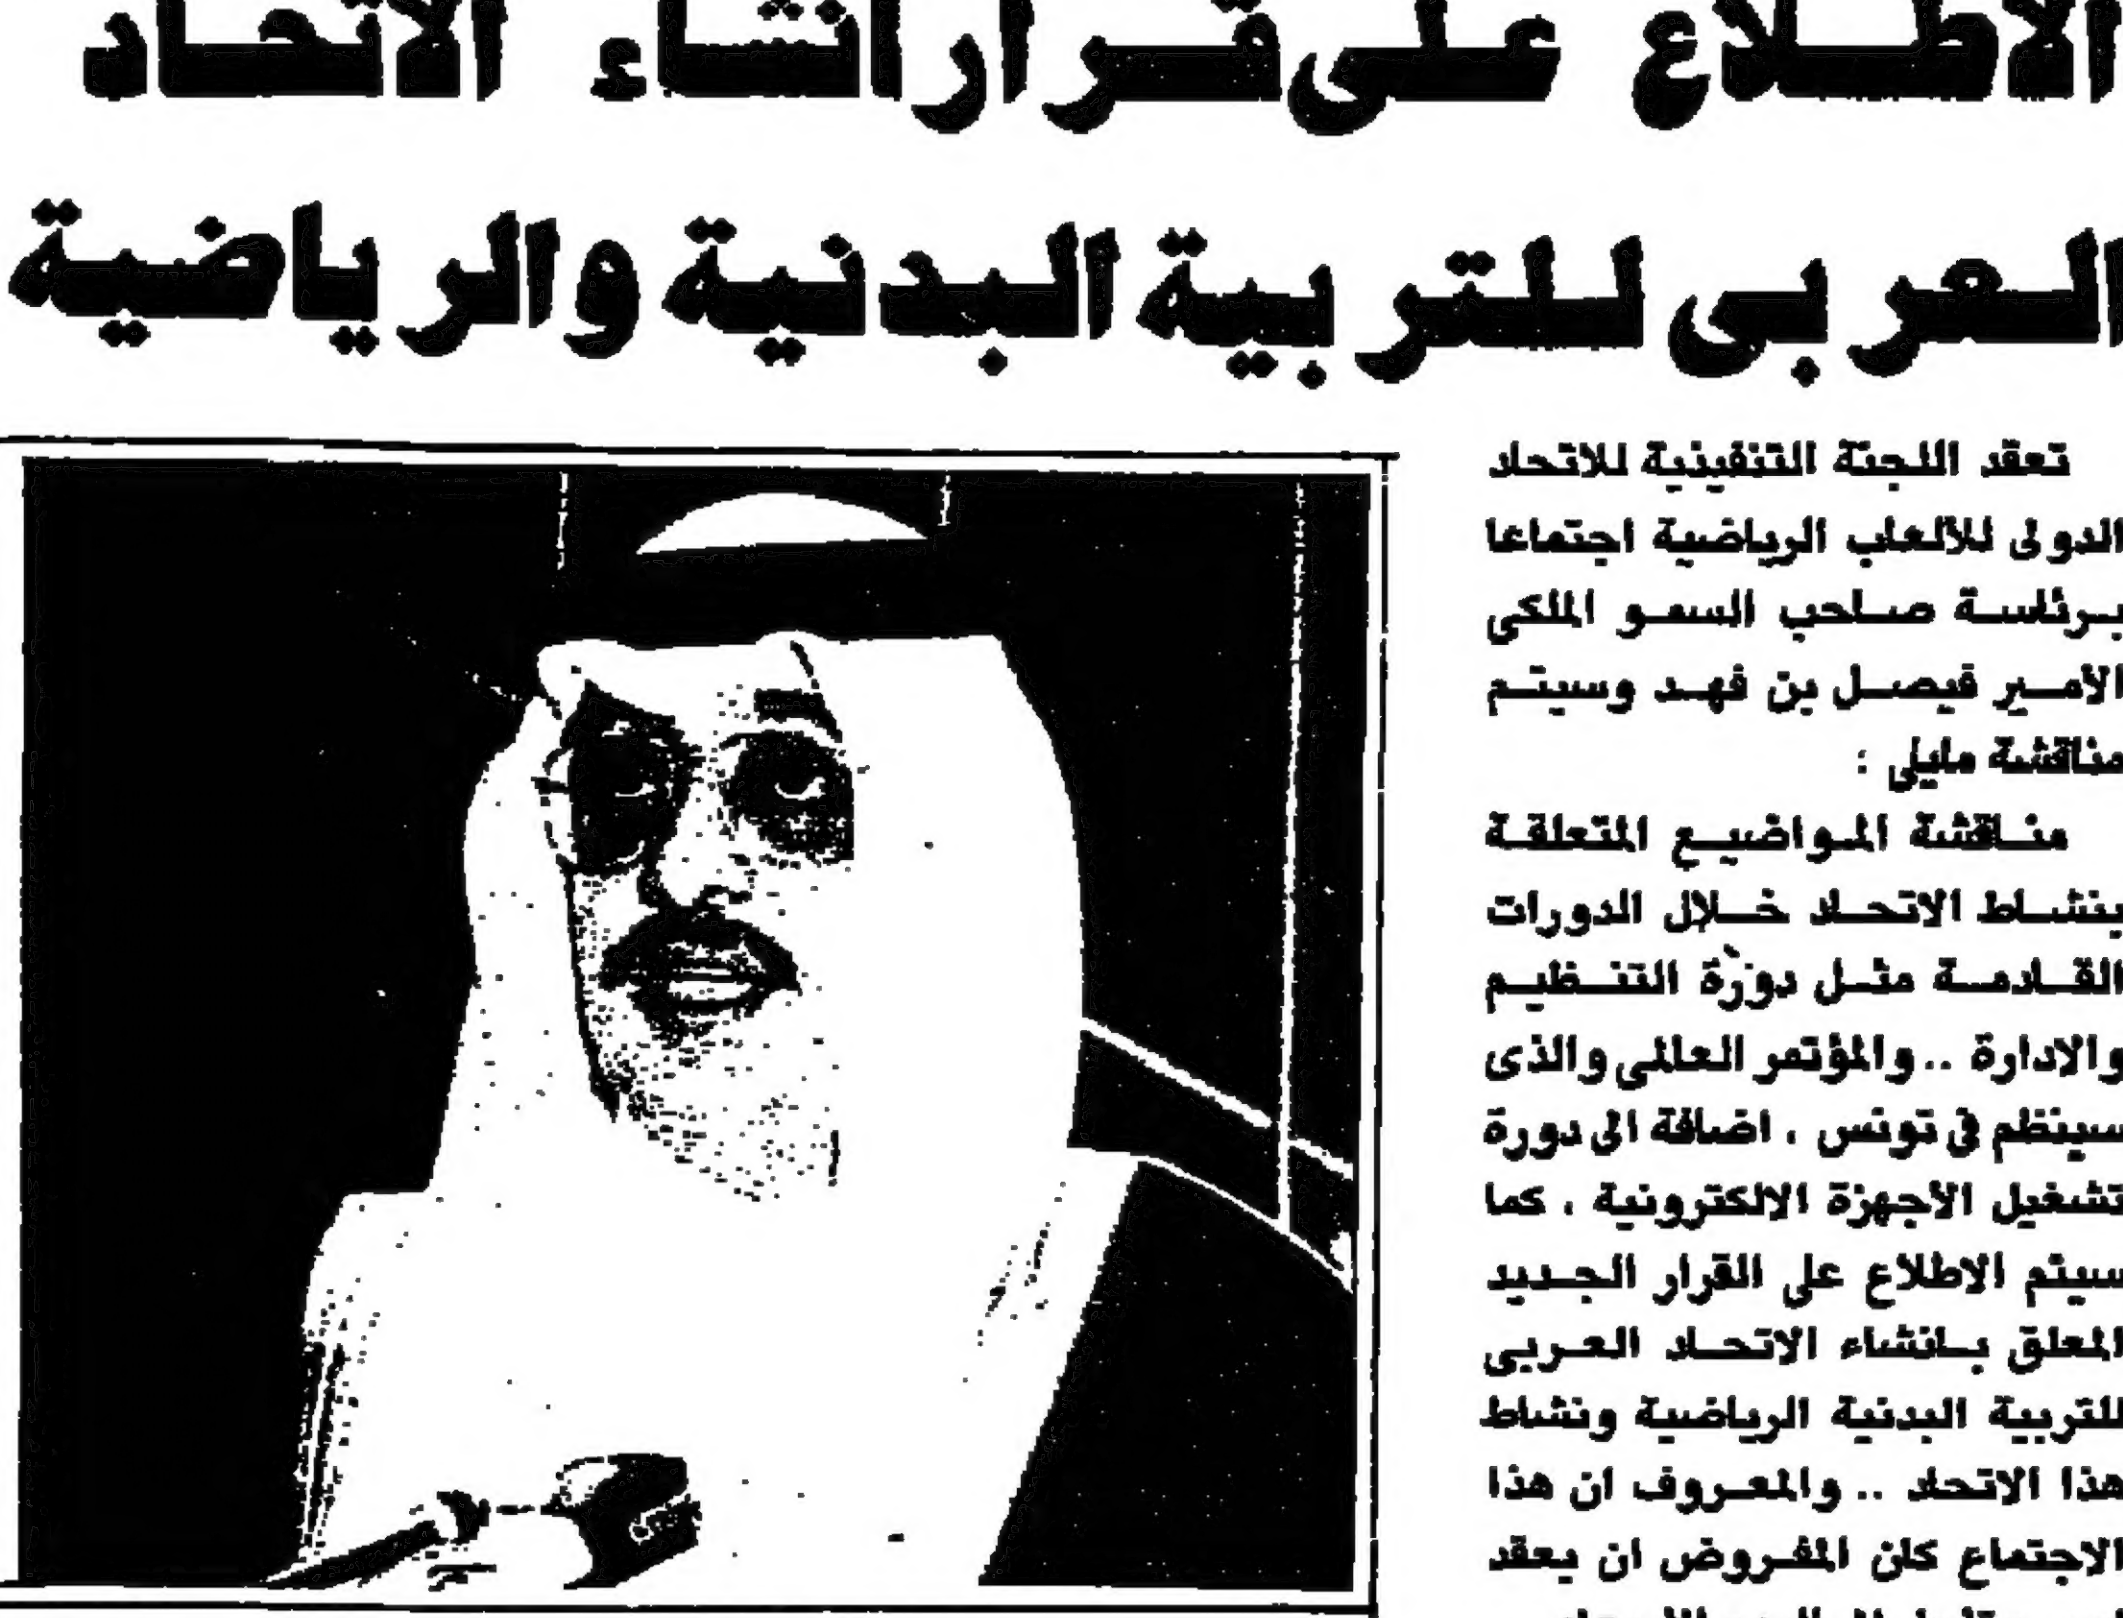 الاطلاع على قرار انشاء الاتحاد
العربى للتربية البدنية والرياضية
تعقد اللجنة التنفيذية للاتحاد
الدولى للالعاب الرياضية اجتماعا
برئاسة صاحب السمو الملكى
الامير فيصل بن فهد وسيتم
مناقشة مايلى :
مناقشة المواضيع المتعلقة
بنشاط الاتحاد خلال الدورات
القادمة مثل دورة التنظيم
والادارة .. والمؤتمر العالمى والذى
سينظم فى تونس ، اضافة الى دورة
تشغيل الأجهزة الالكترونية ، كما
سيتم الاطلاع على القرار الجديد
المعلق بانشاء الاتحاد العربى
للتربية البدنية الرياضية ونشاط
هذا الاتحاد .. والمعروف ان هذا
الاجتماع كان المفروض ان يعقد